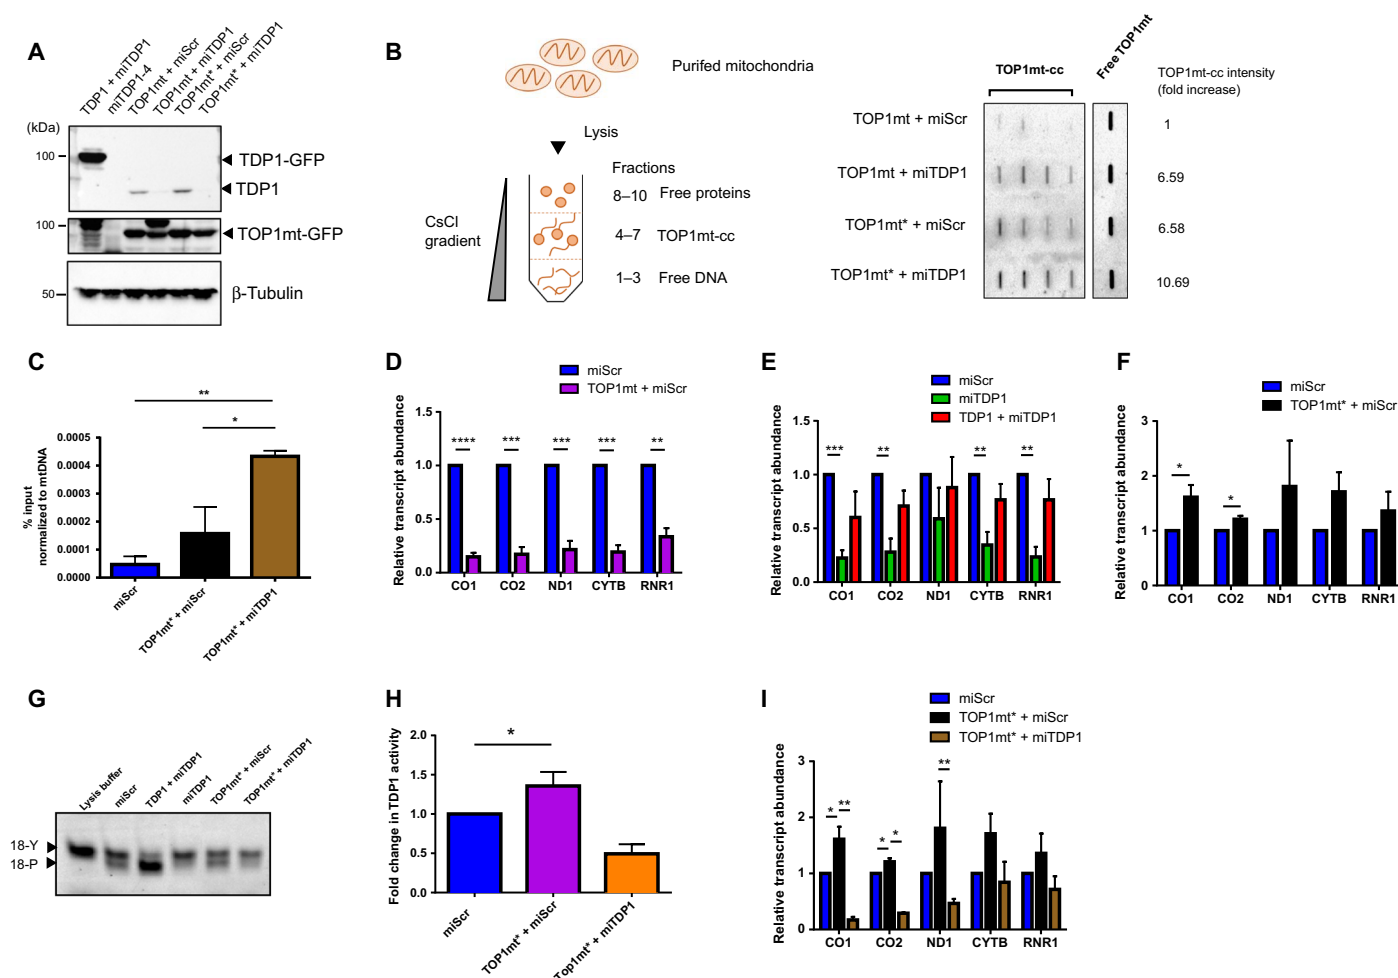 A
TDP1 + miTDP1
miTDP1-4
TOP1mt + miScr
TOP1mt + miTDP1
TOP1mt* + miScr
TOP1mt* + miTDP1
(kDa)
100
TDP1-GFP
TDP1
100
TOP1mt-GFP
50
β-Tubulin
B
Purifed mitochondria
Lysis
Fractions
8–10 Free proteins
CsCl
gradient
4–7 TOP1mt-cc
1–3 Free DNA
TOP1mt-cc
Free TOP1mt
TOP1mt-cc intensity
(fold increase)
TOP1mt + miScr
1
TOP1mt + miTDP1
6.59
TOP1mt* + miScr
6.58
TOP1mt* + miTDP1
10.69
C
% input
normalized to mtDNA
0.0005
0.0004
0.0003
0.0002
0.0001
0.0000
**
*
miScr
TOP1mt* + miScr
TOP1mt* + miTDP1
D
miScr
TOP1mt + miScr
Relative transcript abundance
1.5
1.0
0.5
0.0
****
***
***
***
**
CO1
CO2
ND1
CYTB
RNR1
E
miScr
miTDP1
TDP1 + miTDP1
Relative transcript abundance
1.5
1.0
0.5
0.0
***
**
**
**
CO1
CO2
ND1
CYTB
RNR1
F
miScr
TOP1mt* + miScr
Relative transcript abundance
3
2
1
0
*
*
CO1
CO2
ND1
CYTB
RNR1
G
Lysis buffer
miScr
TDP1 + miTDP1
miTDP1
TOP1mt* + miScr
TOP1mt* + miTDP1
18-Y
18-P
H
Fold change in TDP1 activity
2.0
1.5
1.0
0.5
0.0
*
miScr
TOP1mt* + miScr
Top1mt* + miTDP1
I
miScr
TOP1mt* + miScr
TOP1mt* + miTDP1
Relative transcript abundance
3
2
1
0
*
**
*
*
**
CO1
CO2
ND1
CYTB
RNR1